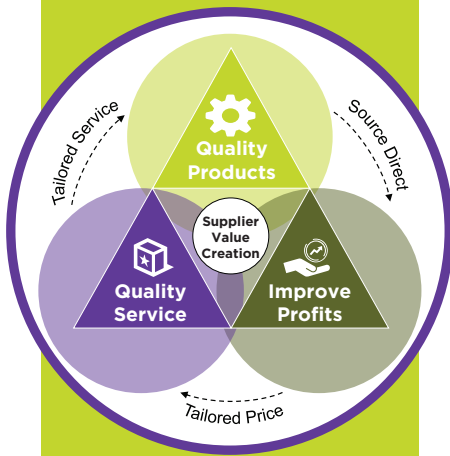 Tailored Service
Source Direct
Quality
Products
Supplier
Value
Creation
Quality
Service
Improve
Profits
Tailored Price